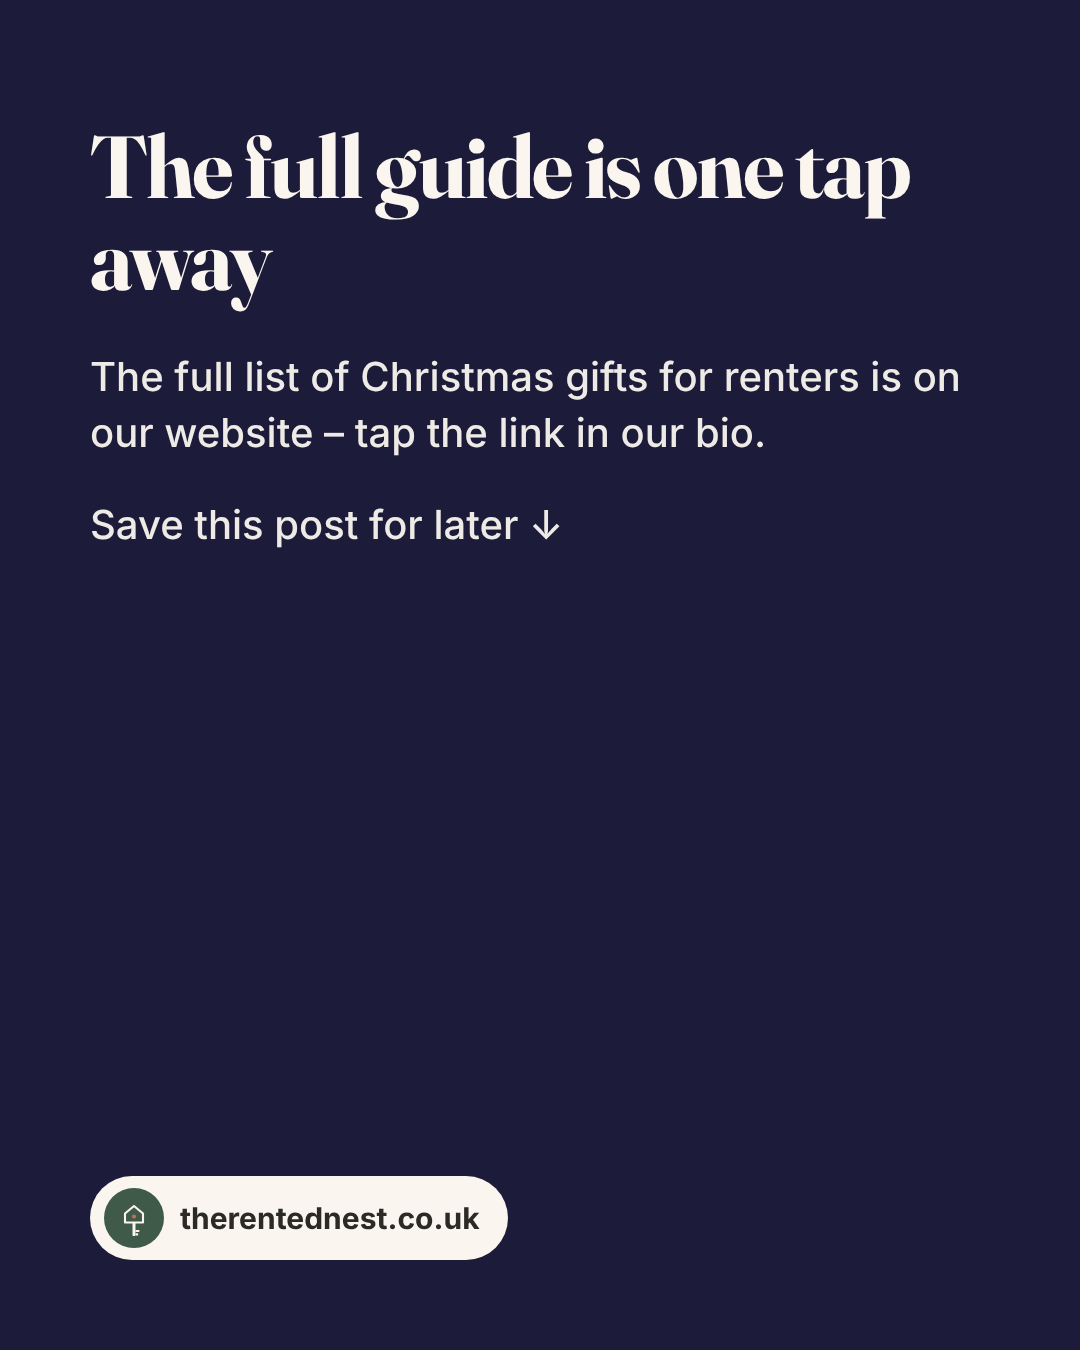 The full guide is one tap
away
The full list of Christmas gifts for renters is on
our website – tap the link in our bio.
Save this post for later ↓
therentednest.co.uk